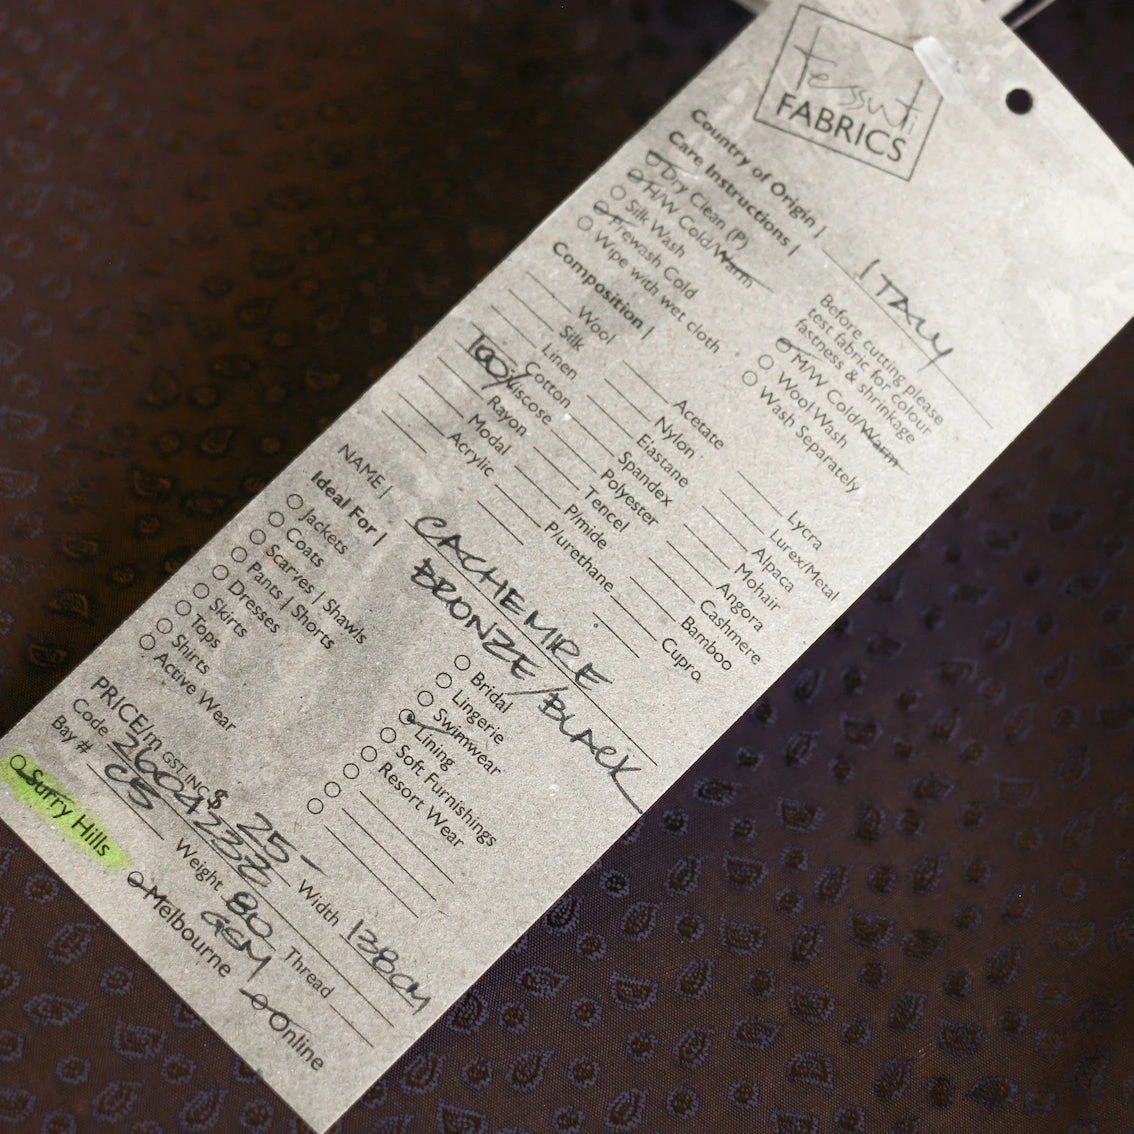 Tessuti
FABRICS
Country of Origin | ITALY
Care Instructions |
Dry Clean (P)
H/W Cold/Warm
Silk Wash
Prewash Cold
Wipe with wet cloth
Before cutting please
test fabric for colour
fastness & shrinkage
M/W Cold/Warm
Wool Wash
Wash Separately
Composition |
Wool
Silk
Linen
Cotton
100% Viscose
Rayon
Modal
Acrylic
Acetate
Nylon
Elastane
Spandex
Polyester
Tencel
P/mide
P/urethane
Lycra
Lurex/Metal
Alpaca
Mohair
Angora
Cashmere
Bamboo
Cupro
NAME | CACHEMIRE
BRONZE/BLACK
Ideal For |
Jackets
Coats
Scarves | Shawls
Pants | Shorts
Dresses
Skirts
Tops
Shirts
Active Wear
Bridal
Lingerie
Swimwear
Lining
Soft Furnishings
Resort Wear
PRICE/m GST INC $ 25- Width 138CM
Code 26004232 Weight 80 GSM Thread
Bay # C5
Surry Hills Melbourne Online